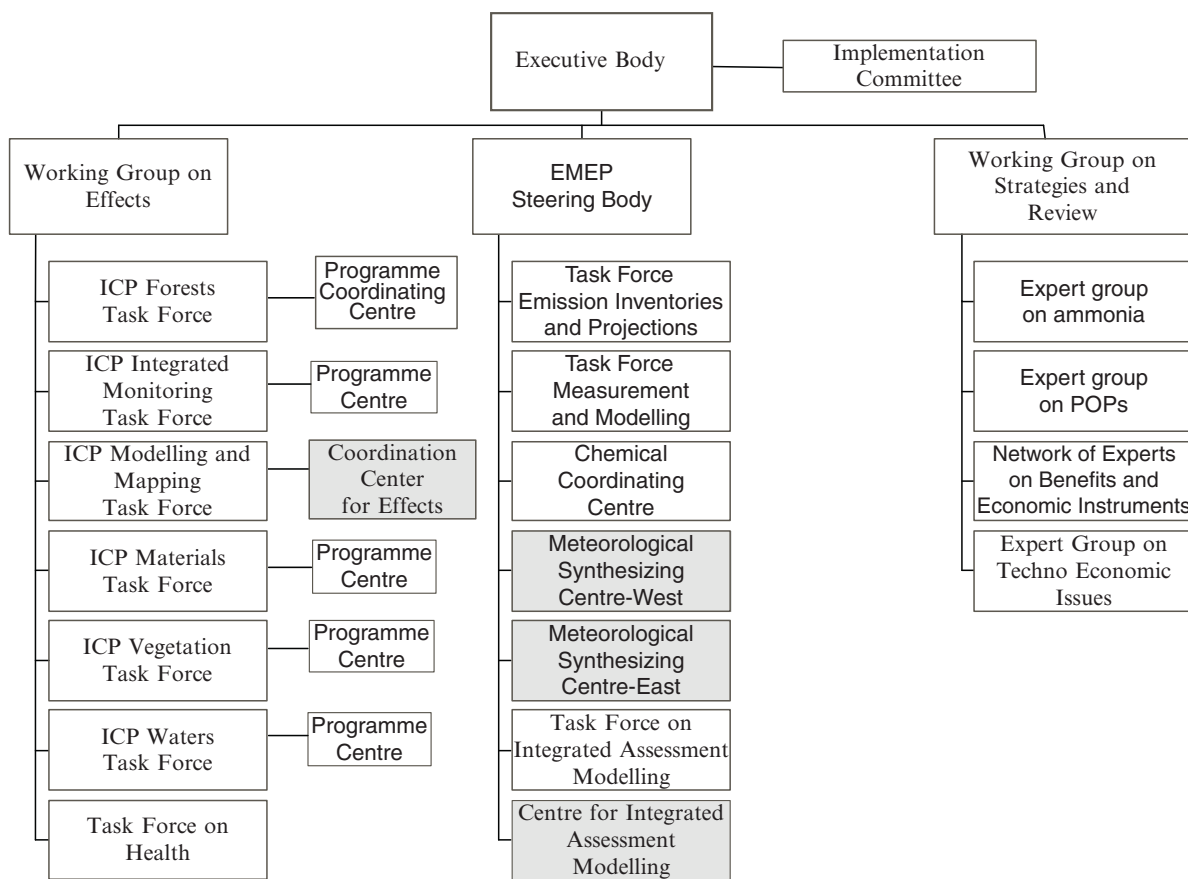 Executive Body
Implementation
Committee
Working Group on
Effects
EMEP
Steering Body
Working Group on
Strategies and
Review
ICP Forests
Task Force
Programme
Coordinating
Centre
ICP Integrated
Monitoring
Task Force
Programme
Centre
ICP Modelling and
Mapping
Task Force
Coordination
Center
for Effects
ICP Materials
Task Force
Programme
Centre
ICP Vegetation
Task Force
Programme
Centre
ICP Waters
Task Force
Programme
Centre
Task Force on
Health
Task Force
Emission Inventories
and Projections
Task Force
Measurement
and Modelling
Chemical
Coordinating
Centre
Meteorological
Synthesizing
Centre-West
Meteorological
Synthesizing
Centre-East
Task Force on
Integrated Assessment
Modelling
Centre for Integrated
Assessment
Modelling
Expert group
on ammonia
Expert group
on POPs
Network of Experts
on Benefits and
Economic Instruments
Expert Group on
Techno Economic
Issues